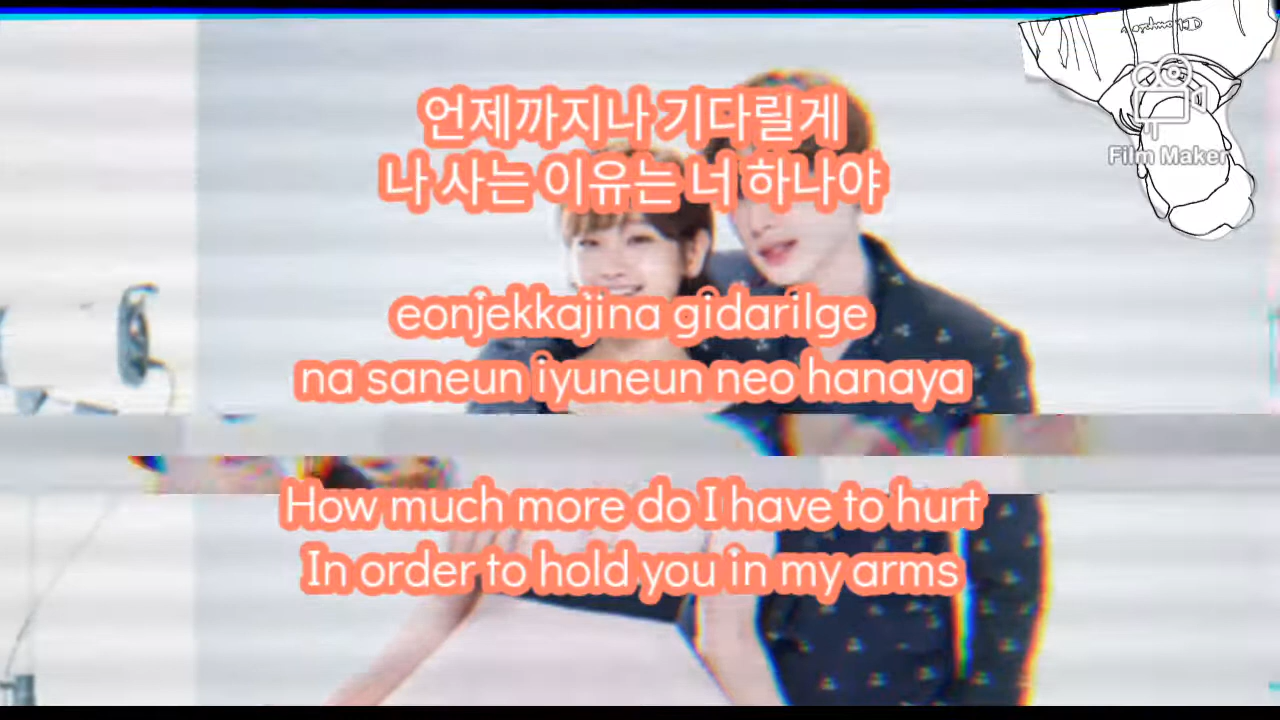 언제까지나 기다릴게
나 사는 이유는 너 하나야
eonjekkajina gidarilge
na saneun iyuneun neo hanaya
How much more do I have to hurt
In order to hold you in my arms
Film Maker